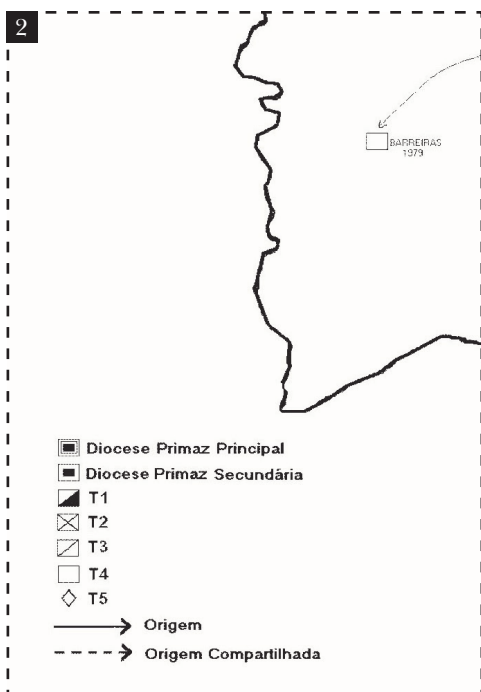 2
BARREIRAS
1979
Diocese Primaz Principal
Diocese Primaz Secundária
T1
T2
T3
T4
T5
Origem
Origem Compartilhada